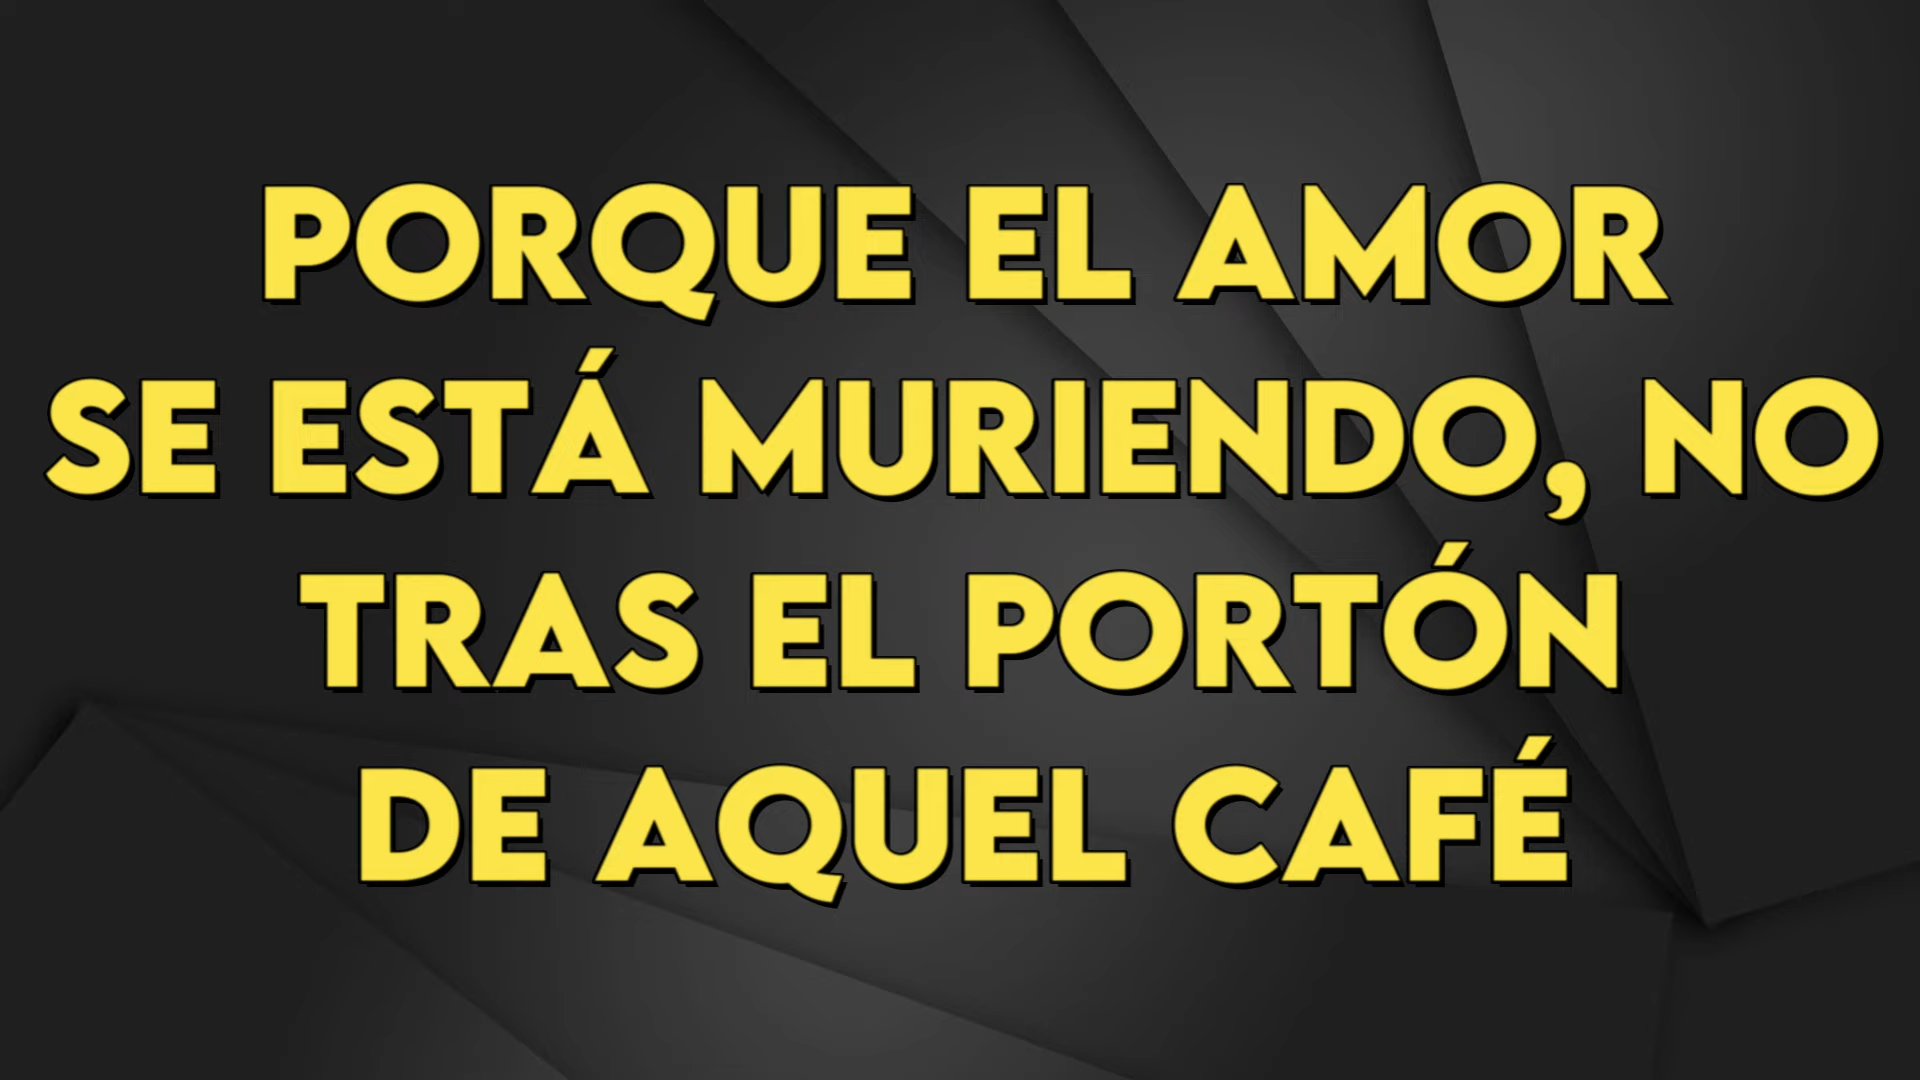 PORQUE EL AMOR
SE ESTÁ MURIENDO, NO
TRAS EL PORTÓN
DE AQUEL CAFÉ